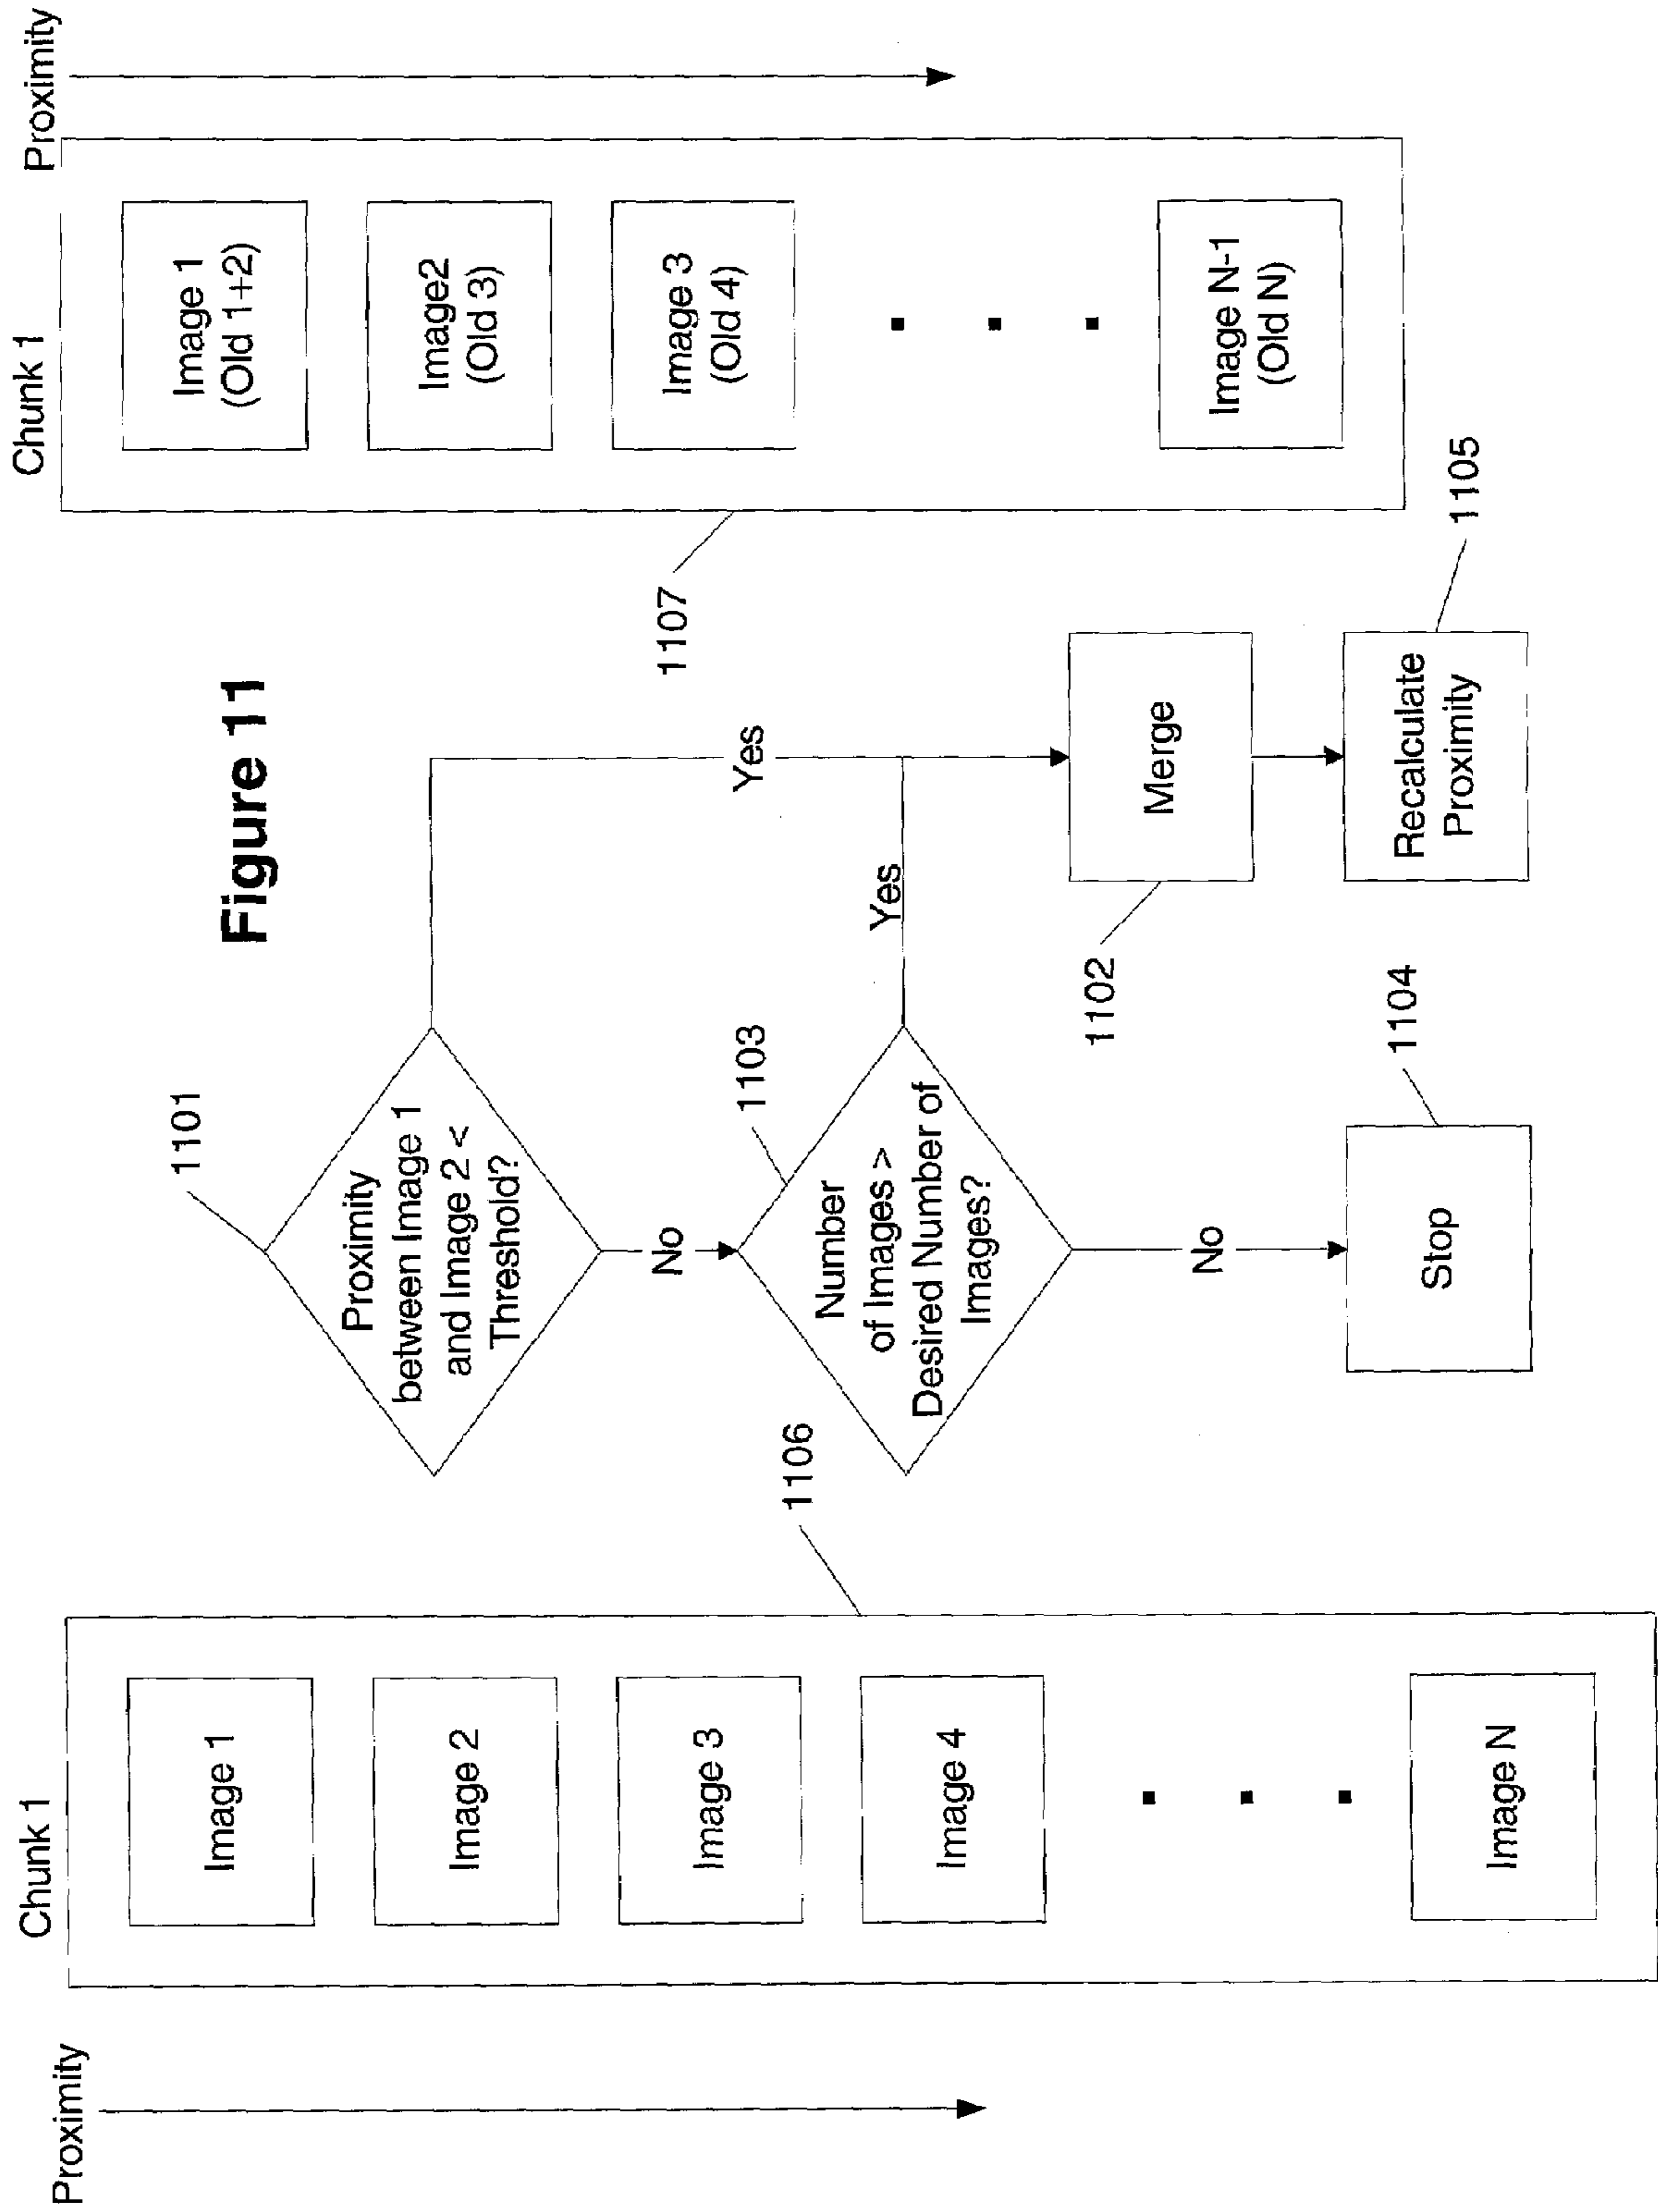 Figure 11
Proximity
Chunk 1
Image 1
Image 2
Image 3
Image 4
Image N
1106
1101
Proximity
between Image 1
and Image 2 <
Threshold?
Yes
No
1103
Number
of Images >
Desired Number of
Images?
Yes
No
1104
Stop
1102
Merge
1105
Recalculate
Proximity
1107
Chunk 1
Proximity
Image 1
(Old 1+2)
Image2
(Old 3)
Image 3
(Old 4)
Image N-1
(Old N)